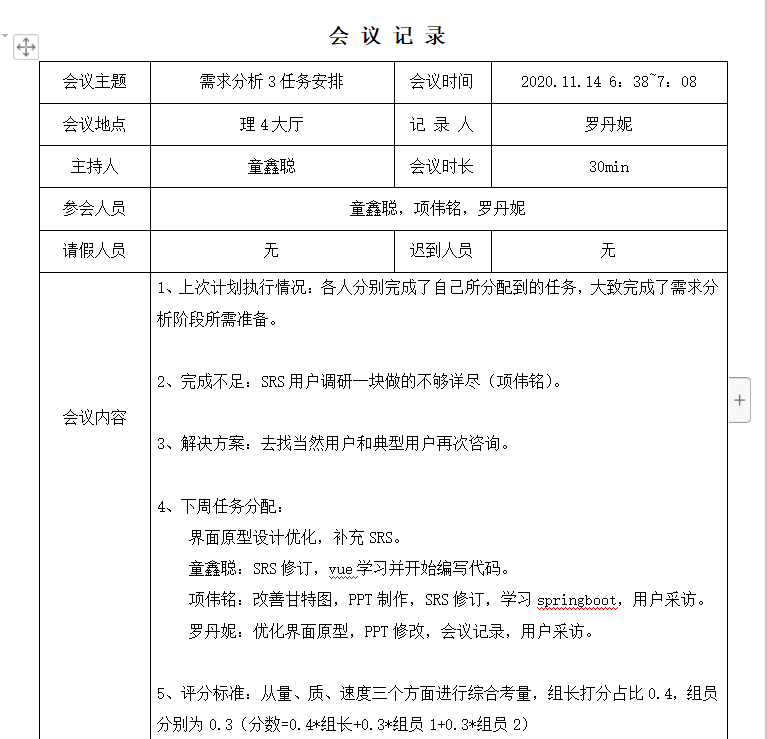 会 议 记 录
会议主题 需求分析 3 任务安排 会议时间 2020.11.14 6：38~7：08
会议地点 理 4 大厅 记 录 人 罗丹妮
主持人 童鑫聪 会议时长 30min
参会人员 童鑫聪，项伟铭，罗丹妮
请假人员 无 迟到人员 无
会议内容
1、上次计划执行情况：各人分别完成了自己所分配到的任务，大致完成了需求分
析阶段所需准备。
2、完成不足：SRS 用户调研一块做的不够详尽（项伟铭）。
3、解决方案：去找当然用户和典型用户再次咨询。
4、下周任务分配：
界面原型设计优化，补充 SRS。
童鑫聪：SRS 修订，vue 学习并开始编写代码。
项伟铭：改善甘特图，PPT 制作，SRS 修订，学习 springboot，用户采访。
罗丹妮：优化界面原型，PPT 修改，会议记录，用户采访。
5、评分标准：从量、质、速度三个方面进行综合考量，组长打分占比 0.4，组员
分别为 0.3（分数=0.4*组长+0.3*组员 1+0.3*组员 2）